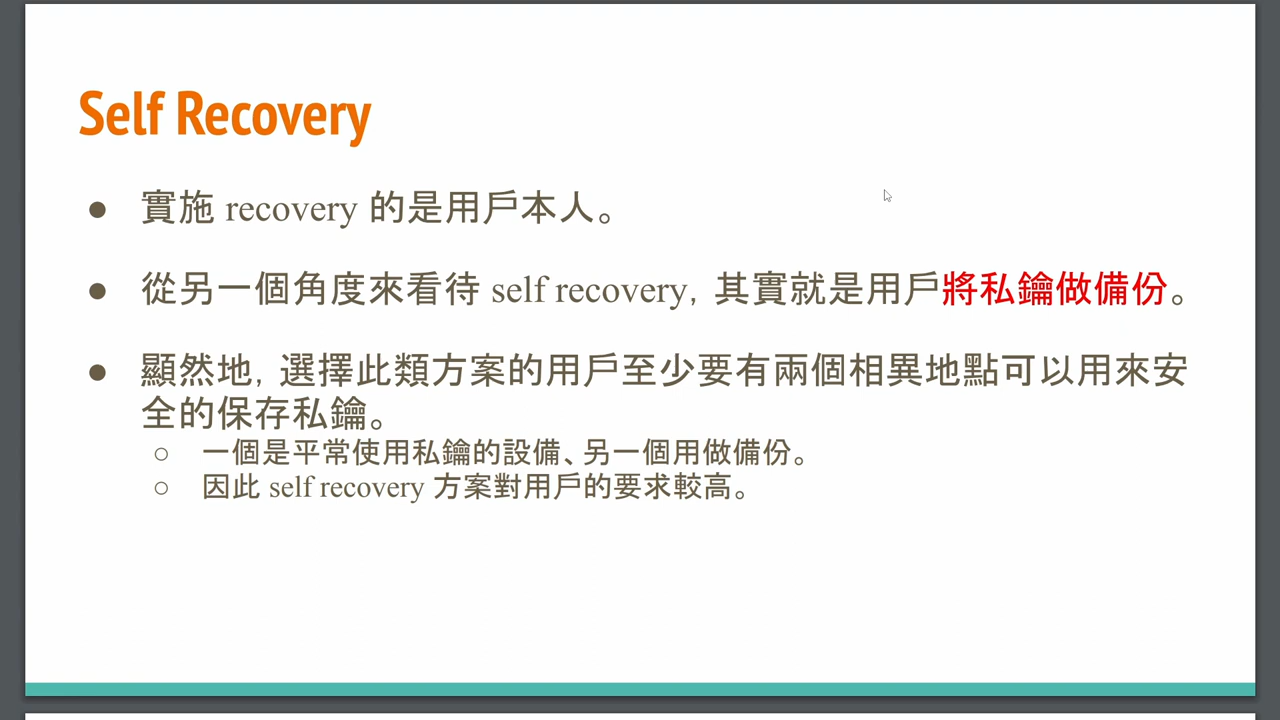 Self Recovery
● 實施 recovery 的是用戶本人。
● 從另一個角度來看待 self recovery，其實就是用戶將私鑰做備份。
● 顯然地，選擇此類方案的用戶至少要有兩個相異地點可以用來安
全的保存私鑰。
○ 一個是平常使用私鑰的設備、另一個用做備份。
○ 因此 self recovery 方案對用戶的要求較高。